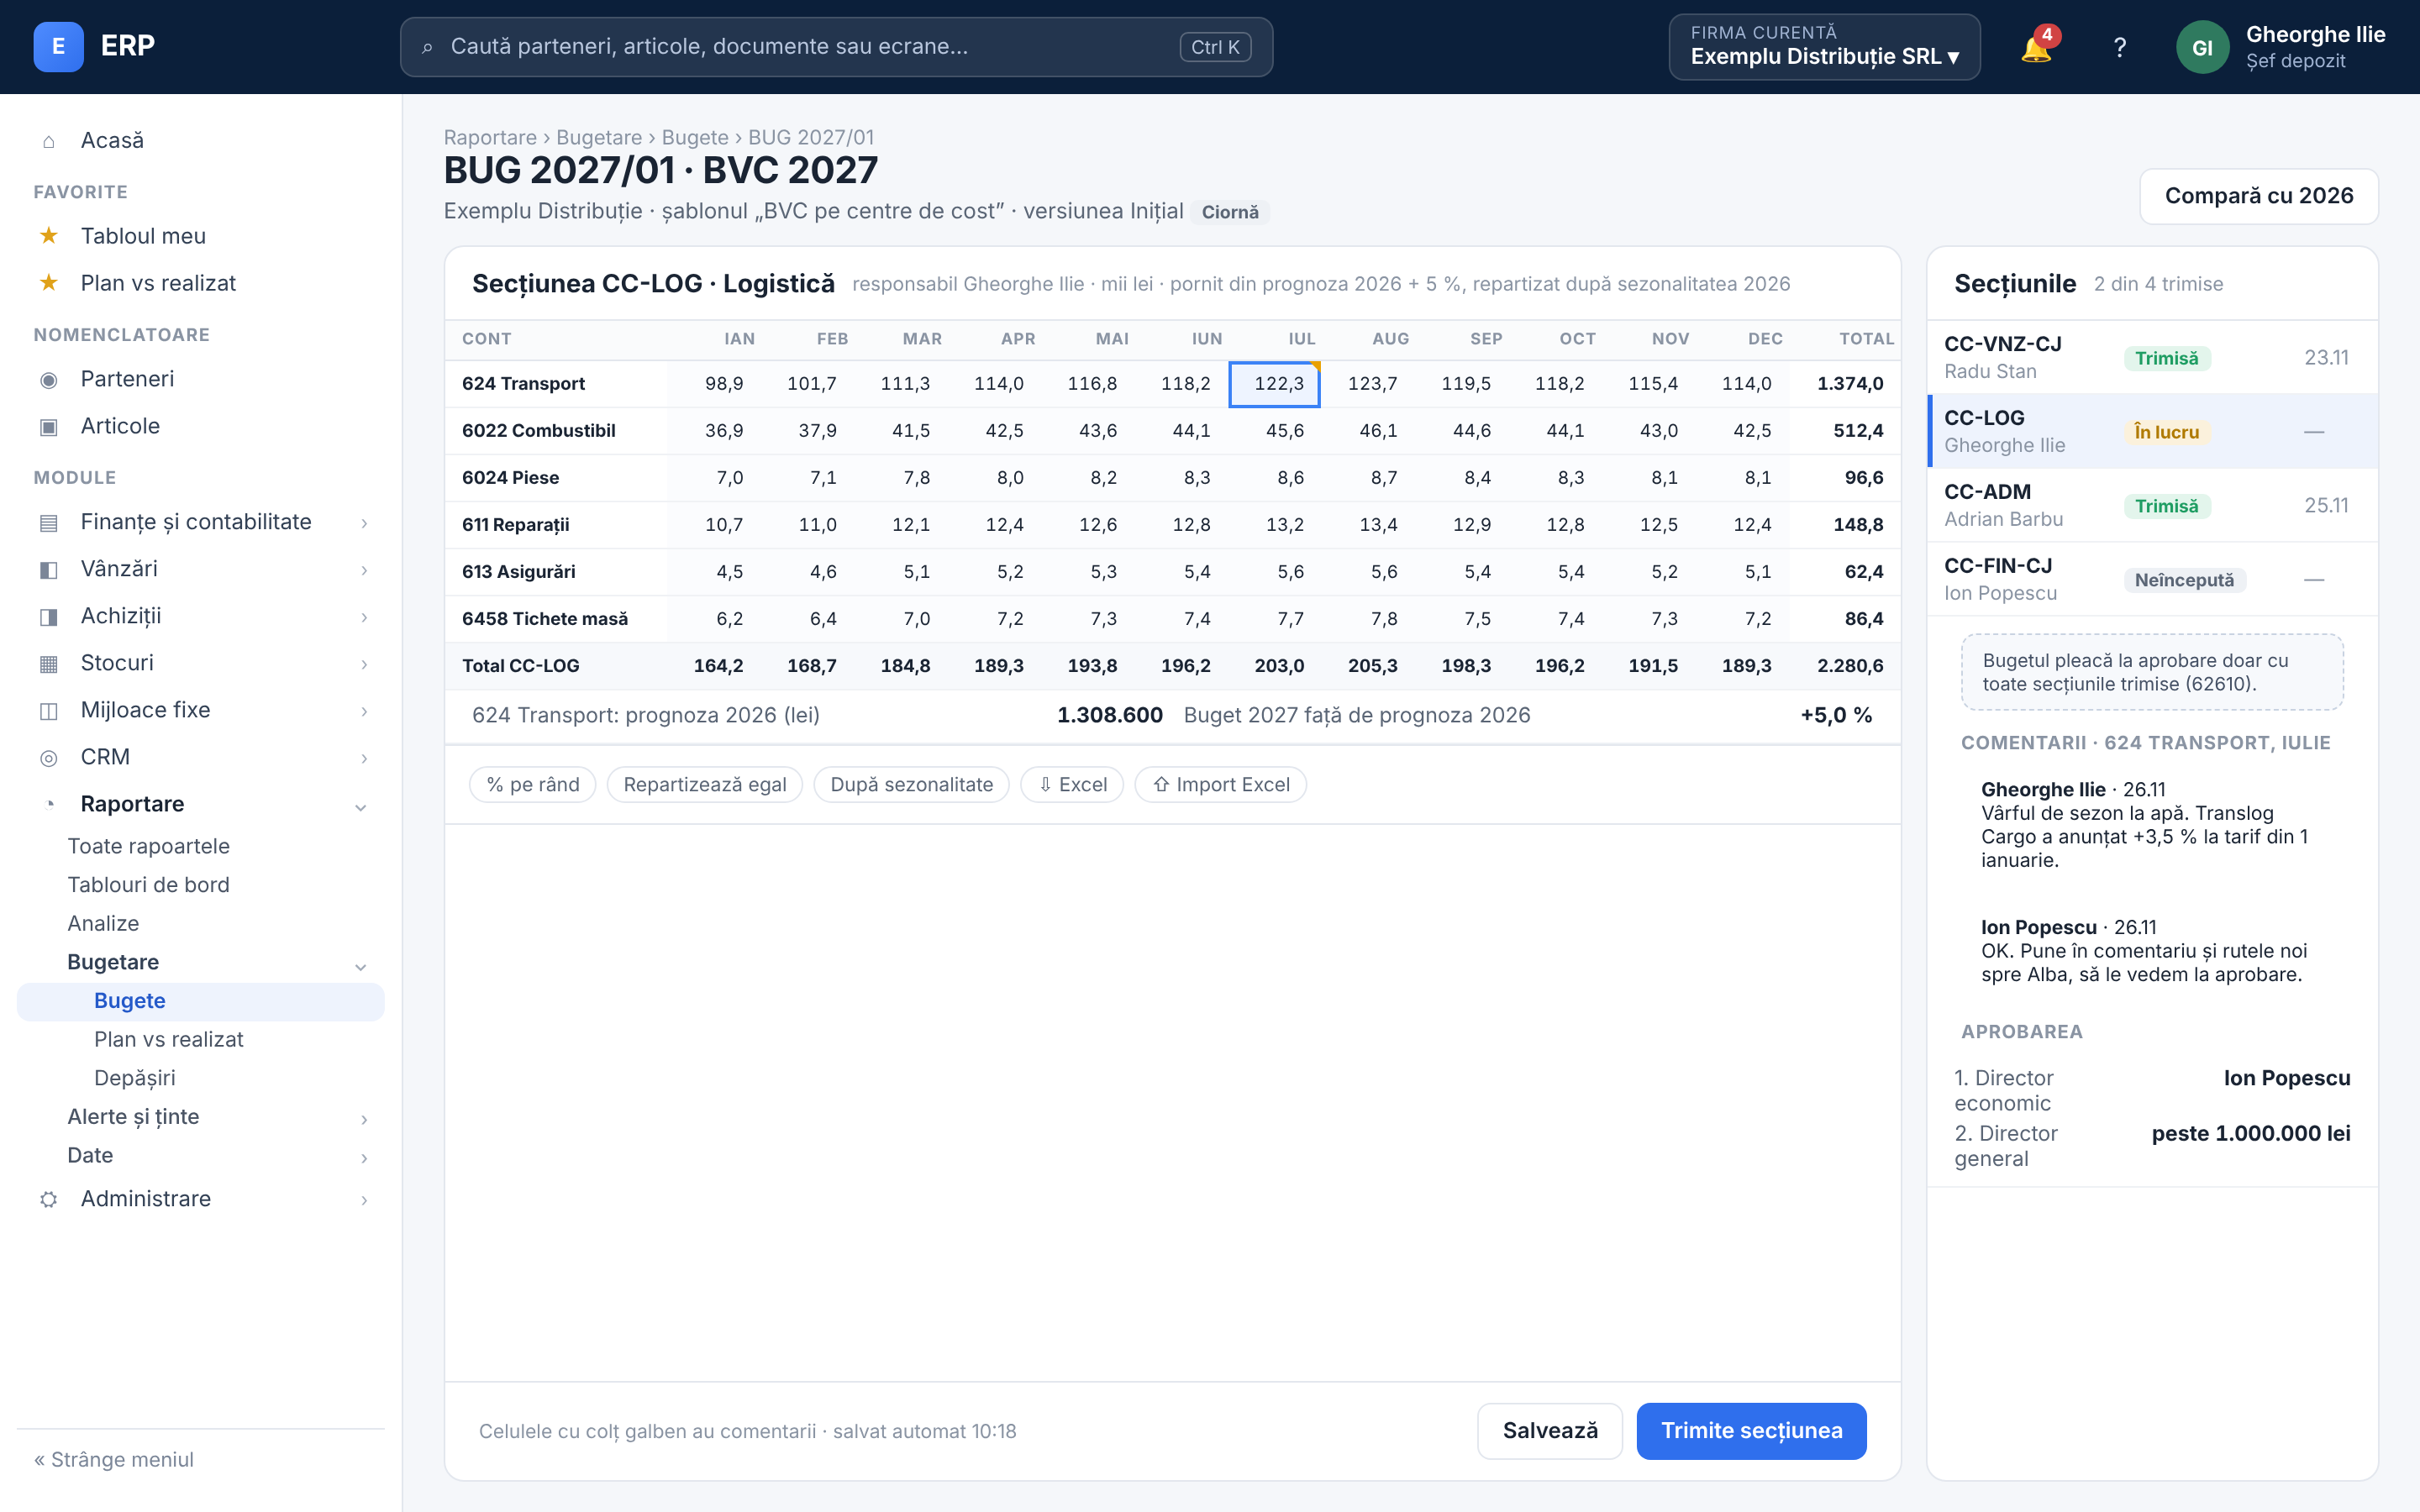 E ERP
Caută parteneri, articole, documente sau ecrane... Ctrl K
FIRMA CURENTĂ
Exemplu Distribuție SRL ▾
4
?
GI
Gheorghe Ilie
Șef depozit
Acasă
FAVORITE
★ Tabloul meu
★ Plan vs realizat
NOMENCLATOARE
Parteneri
Articole
MODULE
Finanțe și contabilitate ›
Vânzări ›
Achiziții ›
Stocuri ›
Mijloace fixe ›
CRM ›
Raportare
Toate rapoartele
Tablouri de bord
Analize
Bugetare
Bugete
Plan vs realizat
Depășiri
Alerte și ținte ›
Date ›
Administrare ›
« Strânge meniul
Raportare › Bugetare › Bugete › BUG 2027/01
BUG 2027/01 · BVC 2027
Exemplu Distribuție · șablonul „BVC pe centre de cost” · versiunea Inițial Ciornă
Compară cu 2026
Secțiunea CC-LOG · Logistică responsabil Gheorghe Ilie · mii lei · pornit din prognoza 2026 + 5 %, repartizat după sezonalitatea 2026
CONT IAN FEB MAR APR MAI IUN IUL AUG SEP OCT NOV DEC TOTAL
624 Transport 98,9 101,7 111,3 114,0 116,8 118,2 122,3 123,7 119,5 118,2 115,4 114,0 1.374,0
6022 Combustibil 36,9 37,9 41,5 42,5 43,6 44,1 45,6 46,1 44,6 44,1 43,0 42,5 512,4
6024 Piese 7,0 7,1 7,8 8,0 8,2 8,3 8,6 8,7 8,4 8,3 8,1 8,1 96,6
611 Reparații 10,7 11,0 12,1 12,4 12,6 12,8 13,2 13,4 12,9 12,8 12,5 12,4 148,8
613 Asigurări 4,5 4,6 5,1 5,2 5,3 5,4 5,6 5,6 5,4 5,4 5,2 5,1 62,4
6458 Tichete masă 6,2 6,4 7,0 7,2 7,3 7,4 7,7 7,8 7,5 7,4 7,3 7,2 86,4
Total CC-LOG 164,2 168,7 184,8 189,3 193,8 196,2 203,0 205,3 198,3 196,2 191,5 189,3 2.280,6
624 Transport: prognoza 2026 (lei) 1.308.600 Buget 2027 față de prognoza 2026 +5,0 %
% pe rând Repartizează egal După sezonalitate ⇩ Excel ⇧ Import Excel
Celulele cu colț galben au comentarii · salvat automat 10:18
Salvează Trimite secțiunea
Secțiunile 2 din 4 trimise
CC-VNZ-CJ Trimisă 23.11
Radu Stan
CC-LOG În lucru —
Gheorghe Ilie
CC-ADM Trimisă 25.11
Adrian Barbu
CC-FIN-CJ Neîncepută —
Ion Popescu
Bugetul pleacă la aprobare doar cu
toate secțiunile trimise (62610).
COMENTARII · 624 TRANSPORT, IULIE
Gheorghe Ilie · 26.11
Vârful de sezon la apă. Translog
Cargo a anunțat +3,5 % la tarif din 1
ianuarie.
Ion Popescu · 26.11
OK. Pune în comentariu și rutele noi
spre Alba, să le vedem la aprobare.
APROBAREA
1. Director Ion Popescu
economic
2. Director peste 1.000.000 lei
general